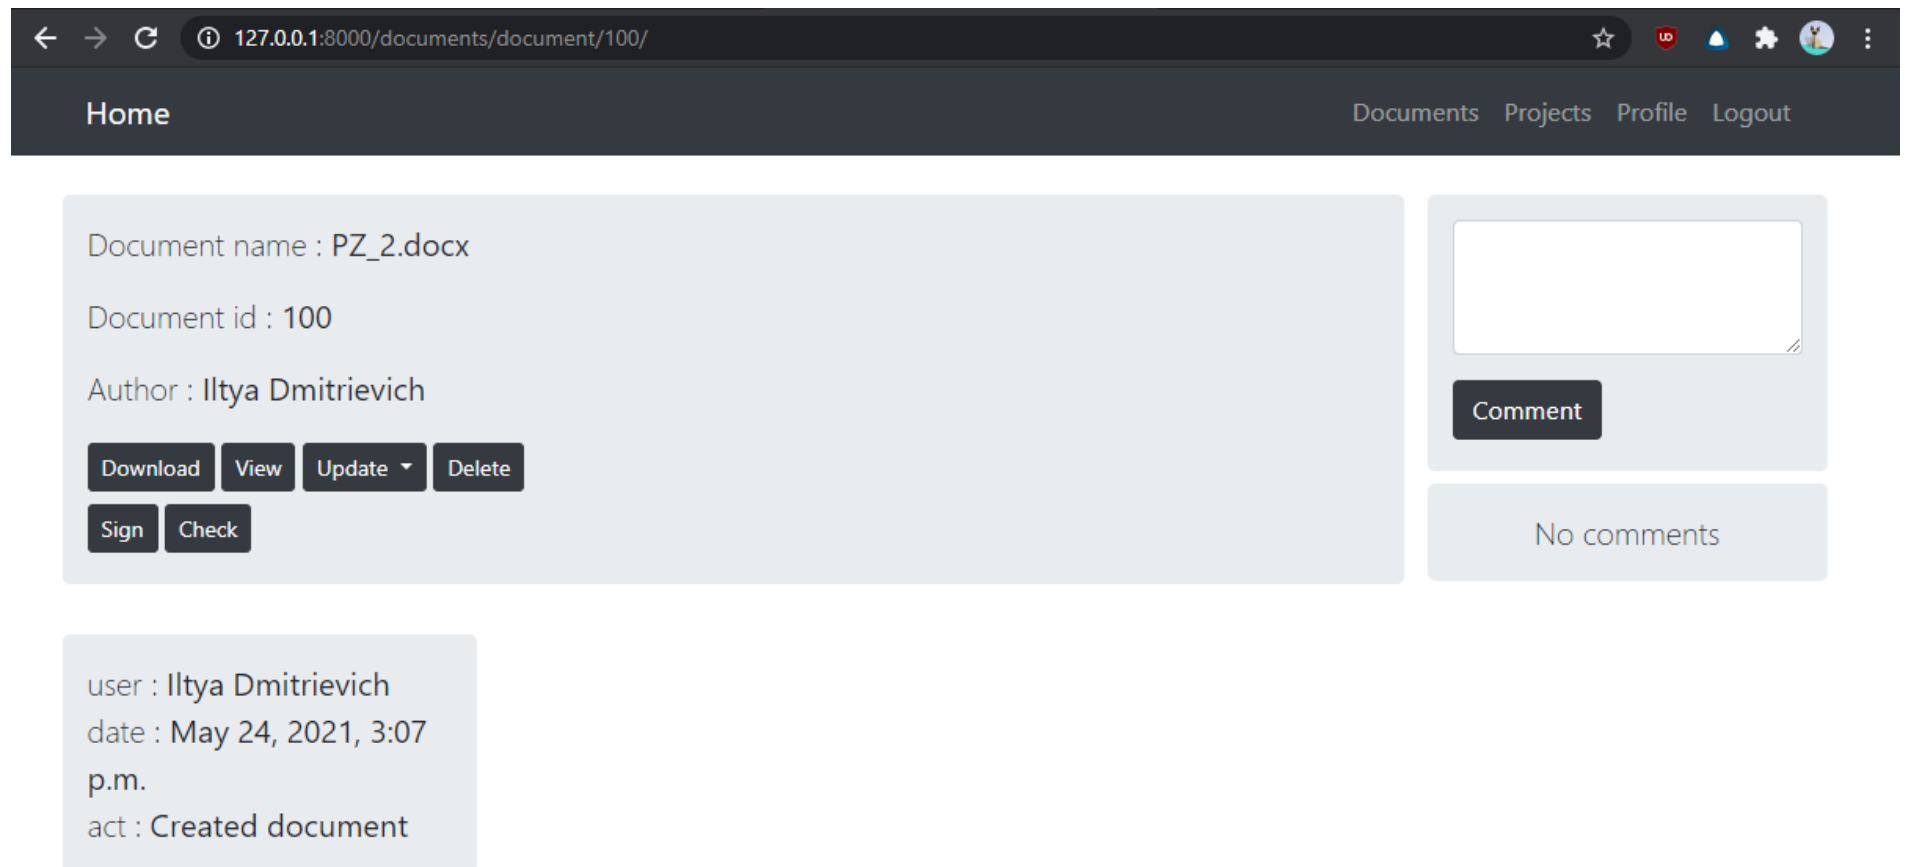 127.0.0.1:8000/documents/document/100/
Home
Documents Projects Profile Logout
Document name : PZ_2.docx
Document id : 100
Author : Iltya Dmitrievich
Download View Update Delete
Sign Check
Comment
No comments
user : Iltya Dmitrievich
date : May 24, 2021, 3:07
p.m.
act : Created document